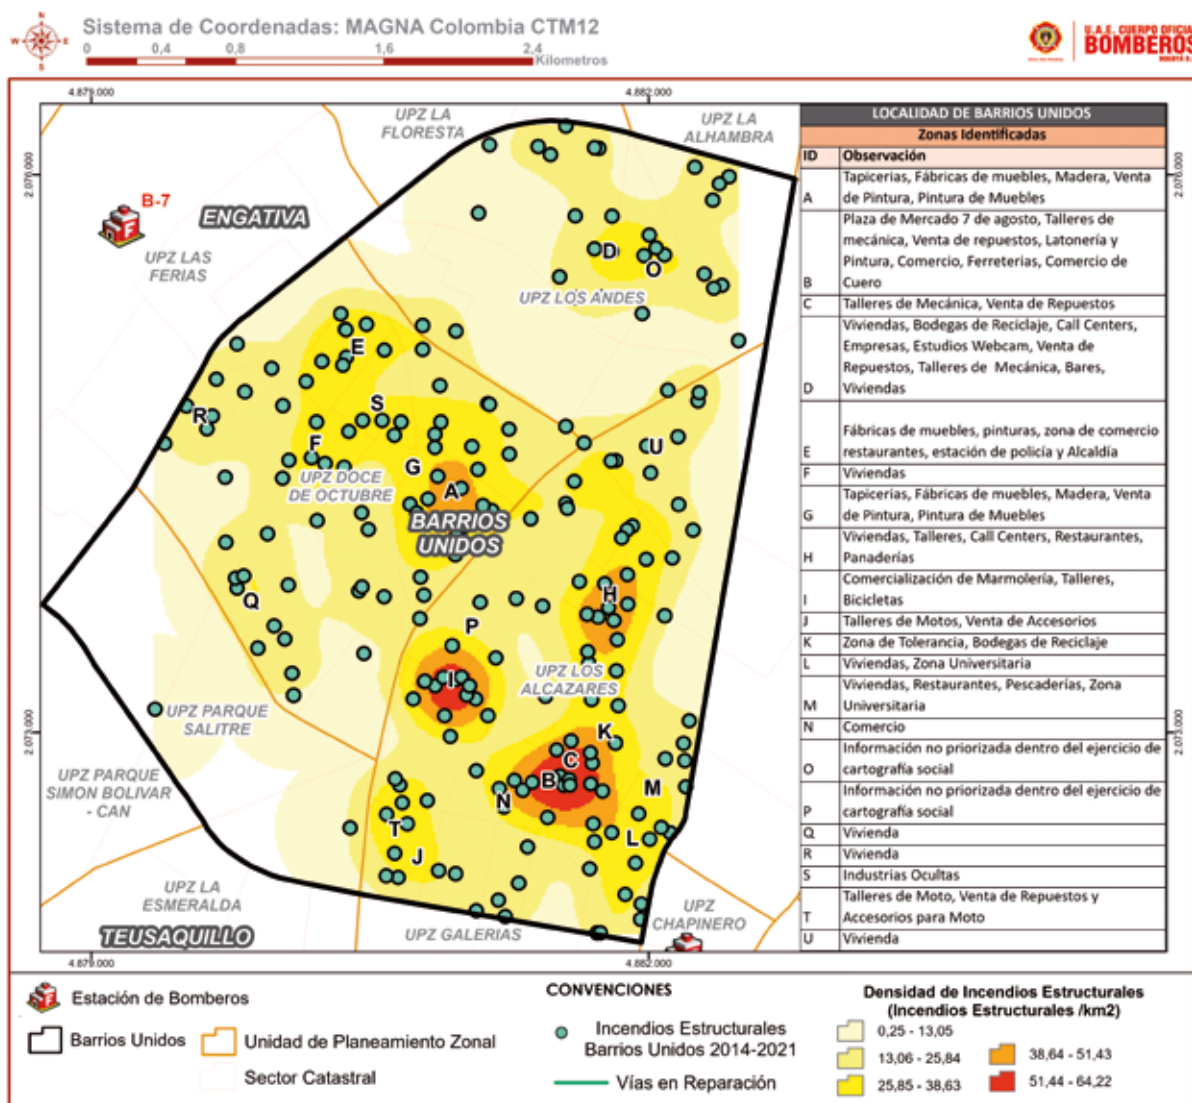 N
W E
S
Sistema de Coordenadas: MAGNA Colombia CTM12
0 0,4 0,8 1,6 2,4
Kilometros
U.A.E. CUERPO OFICIAL
BOMBEROS
4.879.000 4.882.000
2.076.000
2.076.000
2.073.000
2.073.000
UPZ LA
FLORESTA
UPZ LA
ALHAMBRA
B-7
ENGATIVA
UPZ LAS
FERIAS
D
O
UPZ LOS ANDES
E
S
R
F
G
U
UPZ DOCE
DE OCTUBRE
A
BARRIOS
UNIDOS
Q
H
P
I
UPZ LOS
ALCAZARES
UPZ PARQUE
SALITRE
K
C
B
M
N
UPZ PARQUE
SIMON BOLIVAR
- CAN
T
L
J
UPZ LA
ESMERALDA
TEUSAQUILLO
UPZ GALERIAS
UPZ
CHAPINERO
4.879.000 4.882.000
LOCALIDAD DE BARRIOS UNIDOS
Zonas Identificadas
ID Observación
Tapicerias, Fábricas de muebles, Madera, Venta
A de Pintura, Pintura de Muebles
Plaza de Mercado 7 de agosto, Talleres de
mecánica, Venta de repuestos, Latonería y
Pintura, Comercio, Ferreterias, Comercio de
B Cuero
C Talleres de Mecánica, Venta de Repuestos
Viviendas, Bodegas de Reciclaje, Call Centers,
Empresas, Estudios Webcam, Venta de
Repuestos, Talleres de Mecánica, Bares,
D Viviendas
Fábricas de muebles, pinturas, zona de comercio
E restaurantes, estación de policía y Alcaldía
F Viviendas
Tapicerias, Fábricas de muebles, Madera, Venta
G de Pintura, Pintura de Muebles
Viviendas, Talleres, Call Centers, Restaurantes,
H Panaderías
Comercialización de Marmolería, Talleres,
I Bicicletas
J Talleres de Motos, Venta de Accesorios
K Zona de Tolerancia, Bodegas de Reciclaje
L Viviendas, Zona Universitaria
Viviendas, Restaurantes, Pescaderías, Zona
M Universitaria
N Comercio
Información no priorizada dentro del ejercicio de
O cartografía social
Información no priorizada dentro del ejercicio de
P cartografía social
Q Vivienda
R Vivienda
S Industrias Ocultas
Talleres de Moto, Venta de Repuestos y
T Accesorios para Moto
U Vivienda
Estación de Bomberos
Barrios Unidos
Unidad de Planeamiento Zonal
Sector Catastral
CONVENCIONES
Incendios Estructurales
Barrios Unidos 2014-2021
Vías en Reparación
Densidad de Incendios Estructurales
(Incendios Estructurales /km2)
0,25 - 13,05
13,06 - 25,84
25,85 - 38,63
38,64 - 51,43
51,44 - 64,22